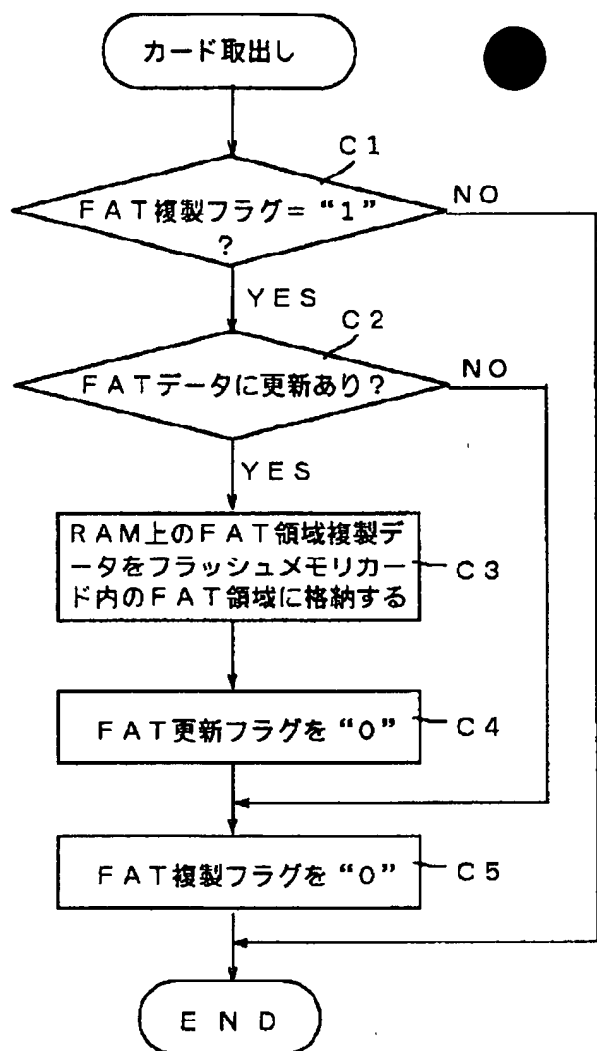 カード取出し
C1
FAT複製フラグ=“1”
?
NO
YES
C2
FATデータに更新あり?
NO
YES
RAM上のFAT領域複製デ
ータをフラッシュメモリカー
ド内のFAT領域に格納する
C3
FAT更新フラグを“0”
C4
FAT複製フラグを“0”
C5
END